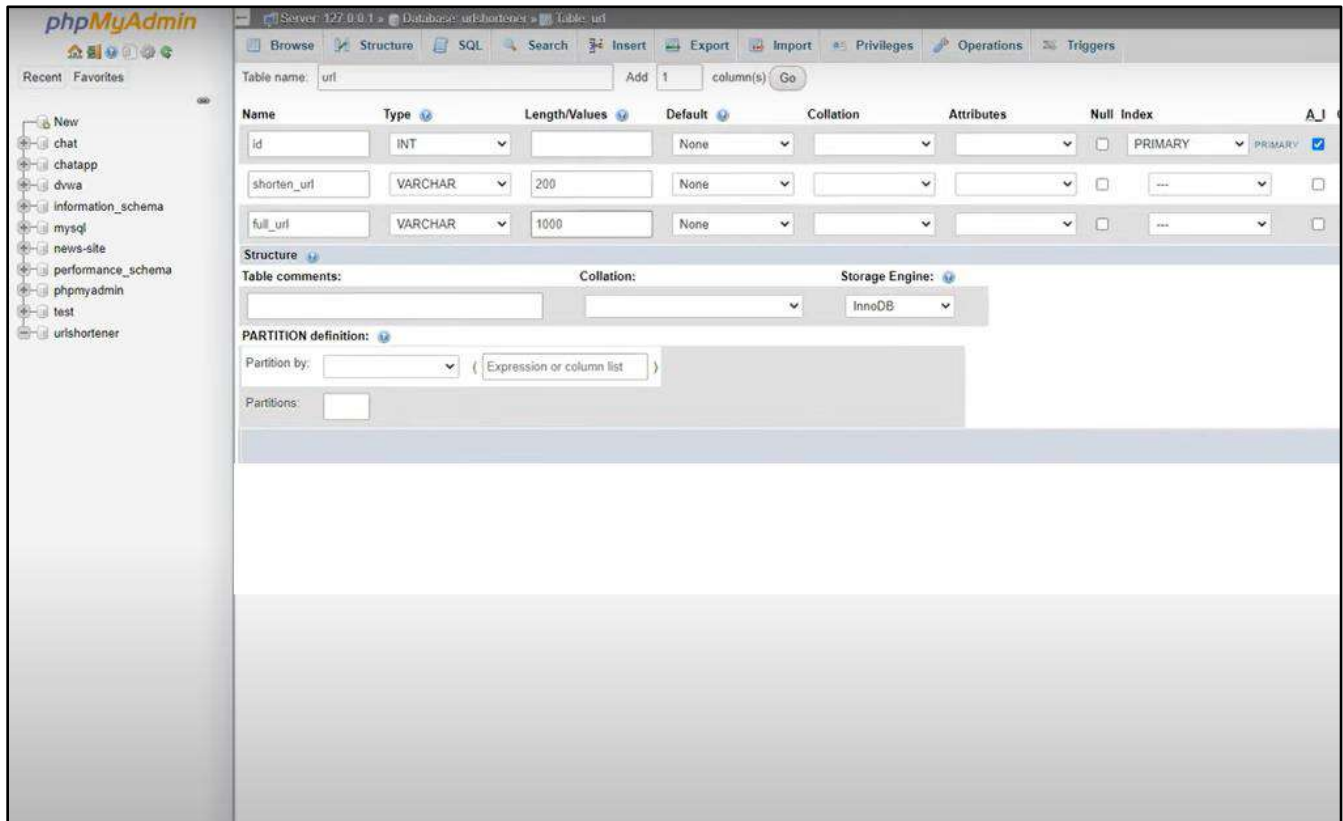 phpMyAdmin
Recent Favorites
New
chat
chatapp
dvwa
information_schema
mysql
news-site
performance_schema
phpmyadmin
test
urlshortener
Server: 127.0.0.1 » Database: urlshortener » Table: url
Browse Structure SQL Search Insert Export Import Privileges Operations Triggers
Table name: url Add 1 column(s) Go
Name Type Length/Values Default Collation Attributes Null Index A_I
id INT None PRIMARY PRIMARY
shorten_url VARCHAR 200 None ---
full_url VARCHAR 1000 None ---
Structure
Table comments: Collation: Storage Engine:
InnoDB
PARTITION definition:
Partition by: ( Expression or column list )
Partitions: